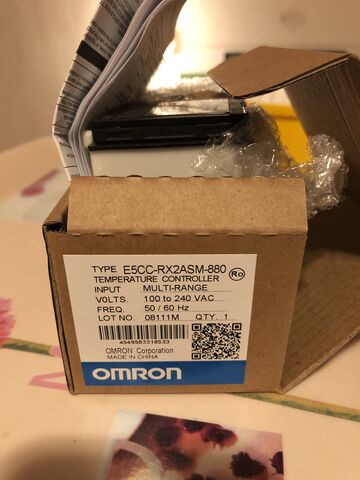 TYPE E5CC-RX2ASM-880 Ro
TEMPERATURE CONTROLLER
INPUT MULTI-RANGE
VOLTS. 100 to 240 VAC
FREQ. 50 / 60 Hz
LOT NO. 08111M QTY. 1
4548583318533
OMRON Corporation
MADE IN CHINA
OMRON